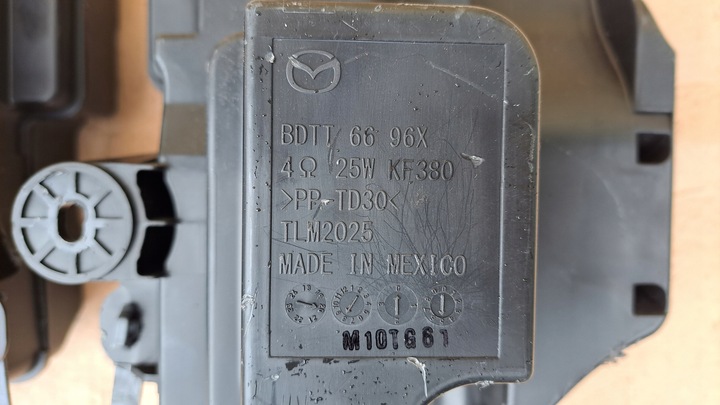 BDTT 66 96X
4Ω 25W KF380
>PP-TD30<
TLM2025
MADE IN MEXICO
M10TG61